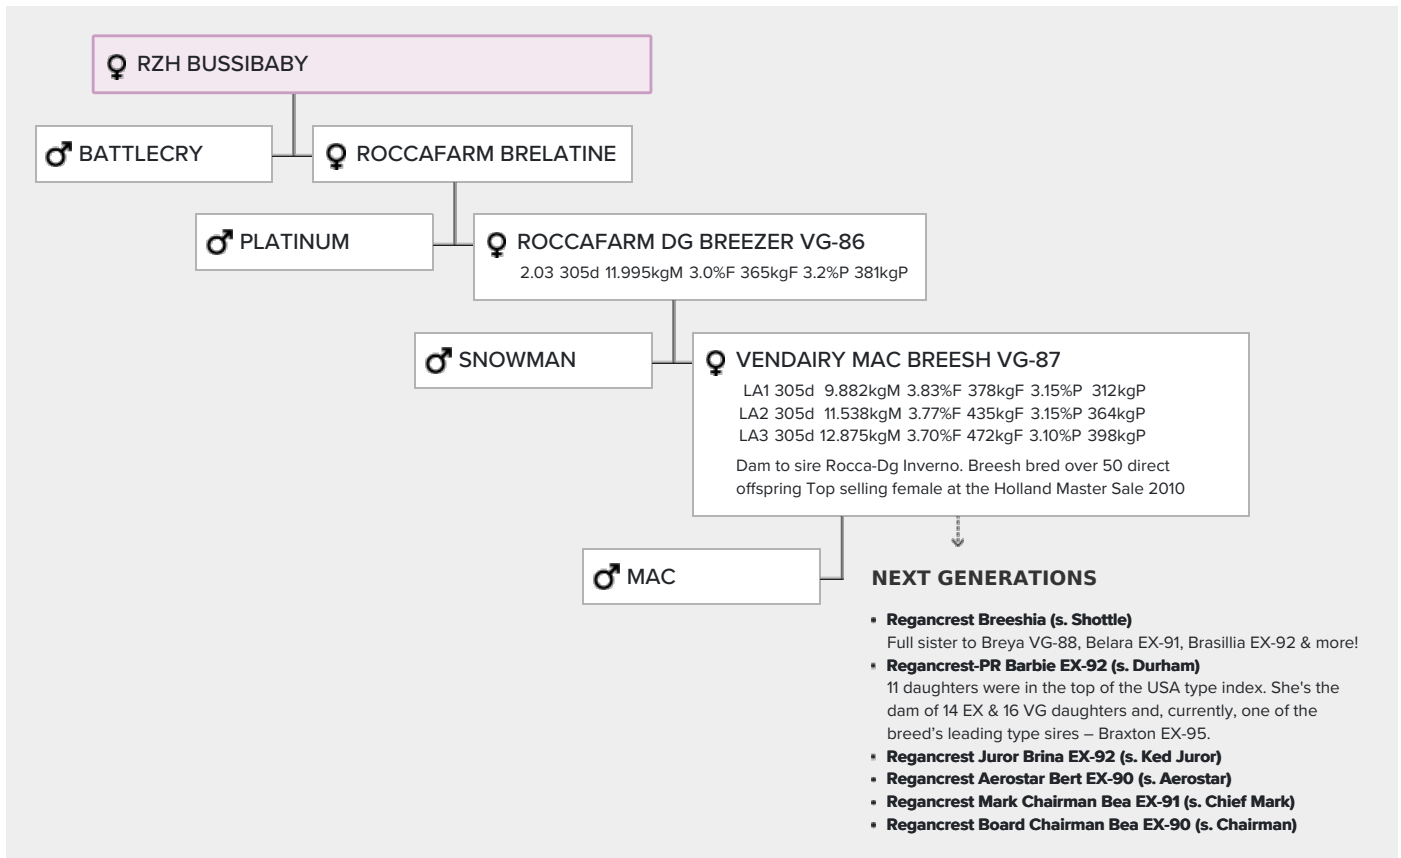 RZH BUSSIBABY
BATTLECRY
ROCCAFARM BRELATINE
PLATINUM
ROCCAFARM DG BREEZER VG-86
2.03 305d 11.995kgM 3.0%F 365kgF 3.2%P 381kgP
SNOWMAN
VENDAIRY MAC BREESH VG-87
LA1 305d 9.882kgM 3.83%F 378kgF 3.15%P 312kgP
LA2 305d 11.538kgM 3.77%F 435kgF 3.15%P 364kgP
LA3 305d 12.875kgM 3.70%F 472kgF 3.10%P 398kgP
Dam to sire Rocca-Dg Inverno. Breesh bred over 50 direct
offspring Top selling female at the Holland Master Sale 2010
MAC
NEXT GENERATIONS
• Regancrest Breeshia (s. Shottle)
Full sister to Breya VG-88, Belara EX-91, Brasillia EX-92 & more!
• Regancrest-PR Barbie EX-92 (s. Durham)
11 daughters were in the top of the USA type index. She's the
dam of 14 EX & 16 VG daughters and, currently, one of the
breed’s leading type sires – Braxton EX-95.
• Regancrest Juror Brina EX-92 (s. Ked Juror)
• Regancrest Aerostar Bert EX-90 (s. Aerostar)
• Regancrest Mark Chairman Bea EX-91 (s. Chief Mark)
• Regancrest Board Chairman Bea EX-90 (s. Chairman)